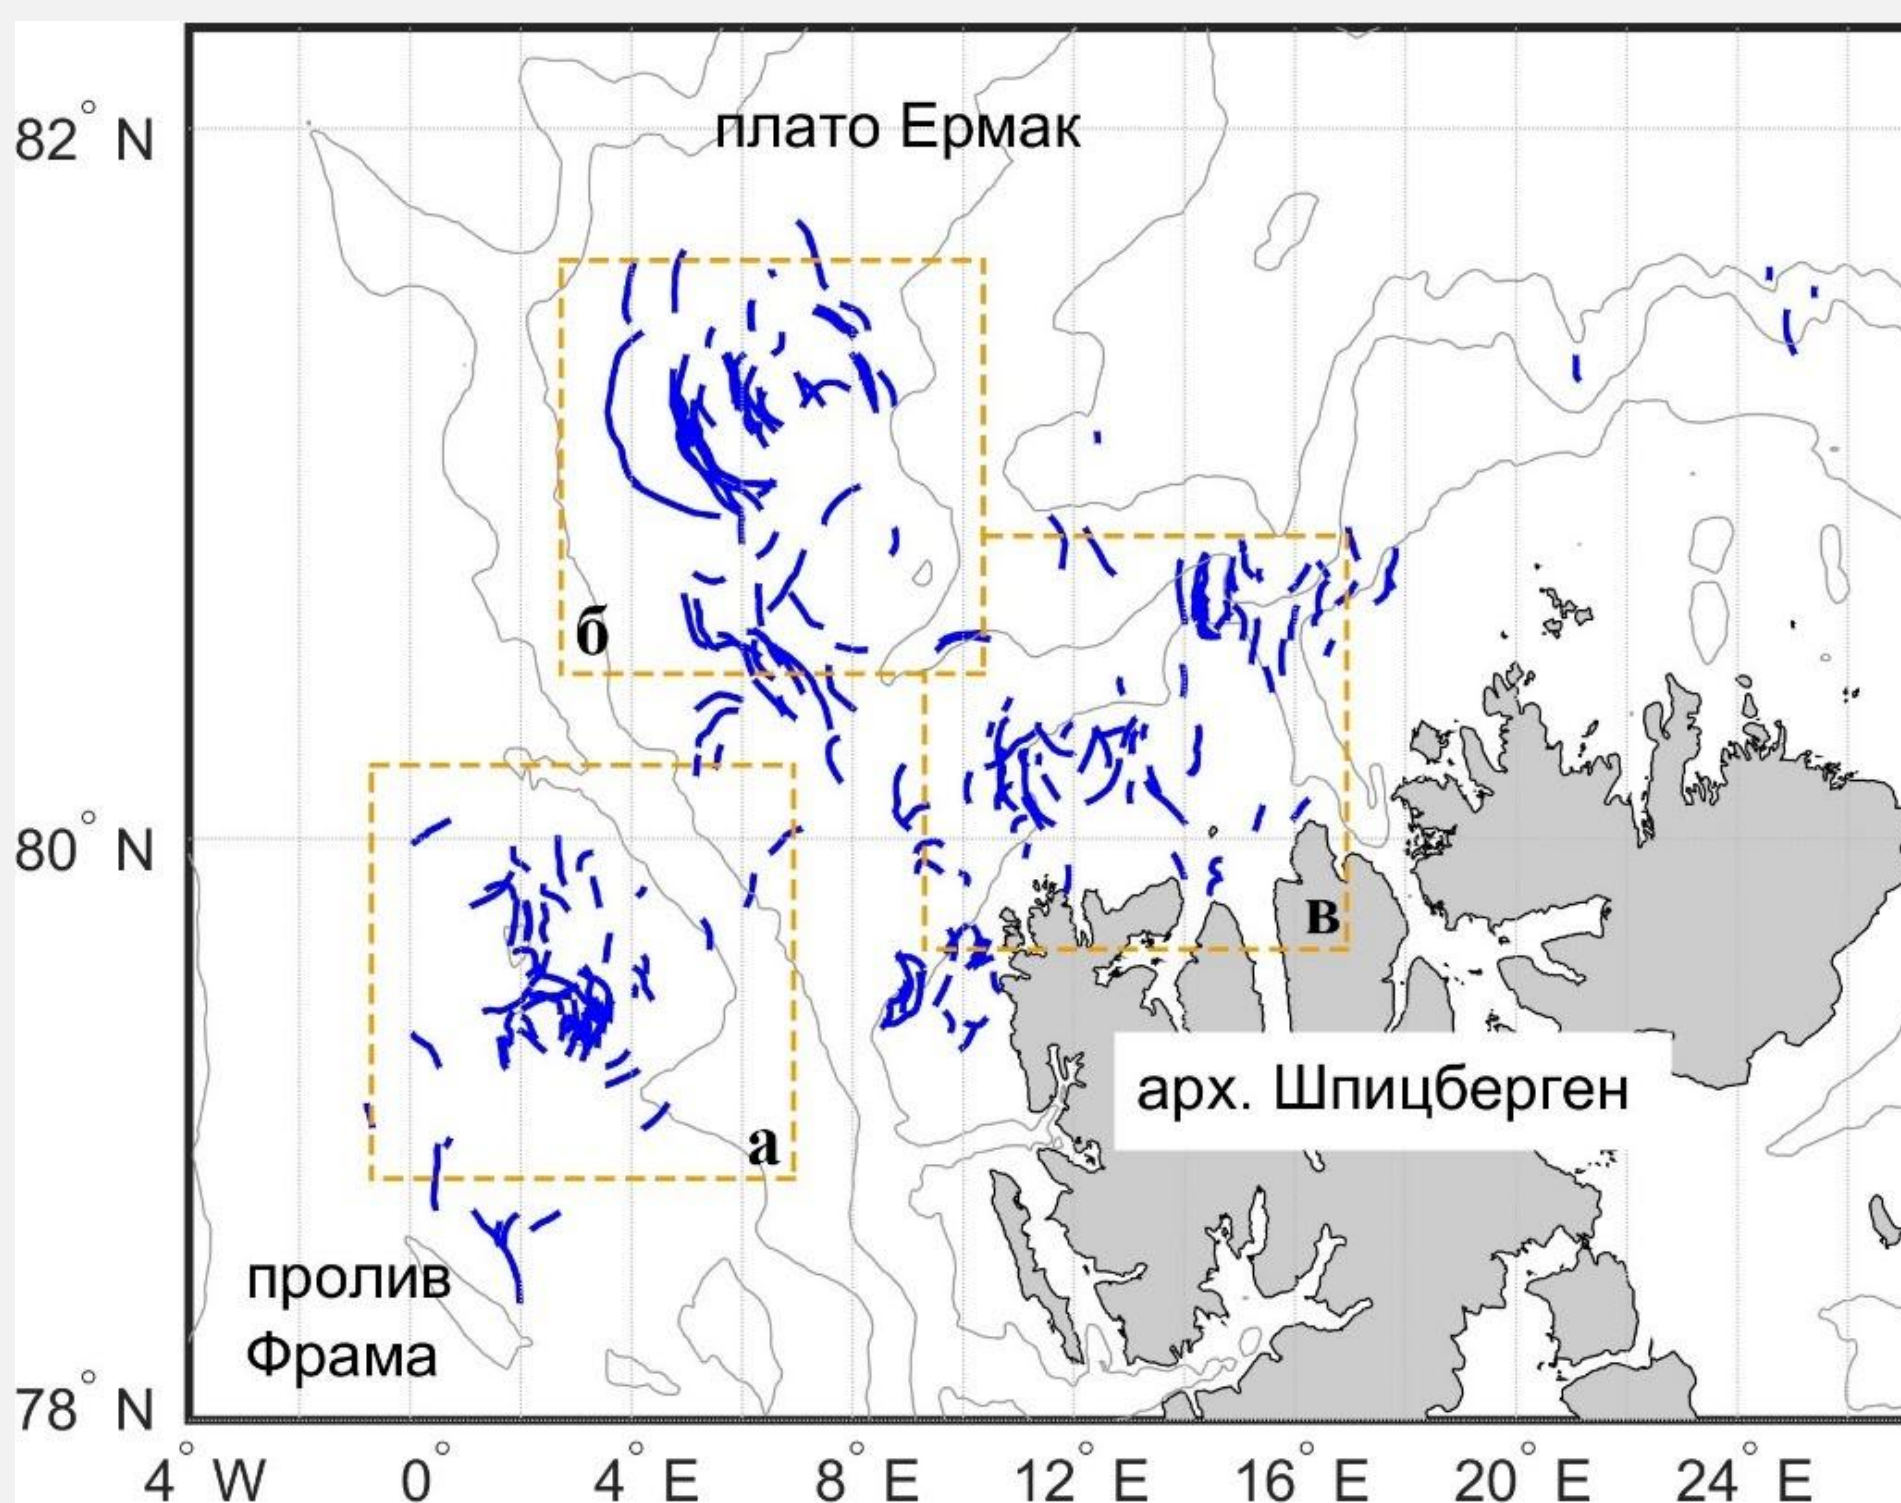 82° N
плато Ермак
б
80° N
в
арх. Шпицберген
а
пролив
Фрама
78° N
4° W 0° 4° E 8° E 12° E 16° E 20° E 24° E